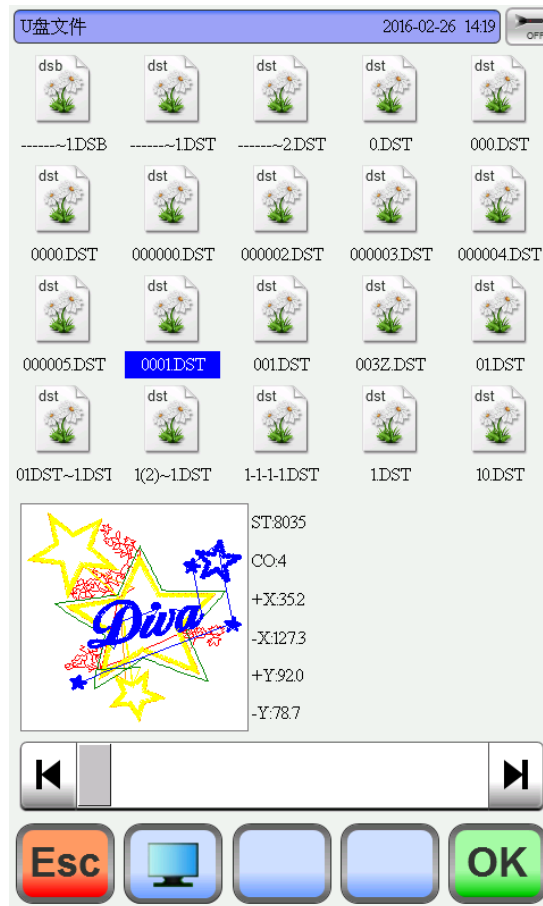 U盘文件 2016-02-26 14:19 OFF
dsb dst dst dst dst
------~1.DSB ------~1.DST ------~2.DST 0.DST 000.DST
dst dst dst dst dst
0000.DST 000000.DST 000002.DST 000003.DST 000004.DST
dst dst dst dst dst
000005.DST 0001.DST 001.DST 003Z.DST 01.DST
dst dst dst dst dst
01DST~1.DST 1(2)~1.DST 1-1-1-1.DST 1.DST 10.DST
ST:8035
CO:4
+X:35.2
-X:127.3
+Y:92.0
-Y:78.7
Diva
Esc OK